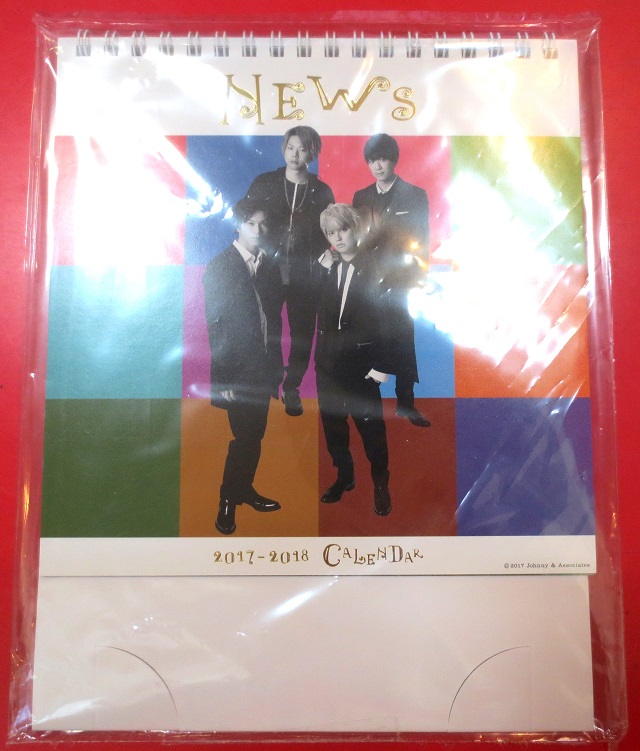 NEWS
2017-2018 CALENDAR
© 2017 Johnny & Associates